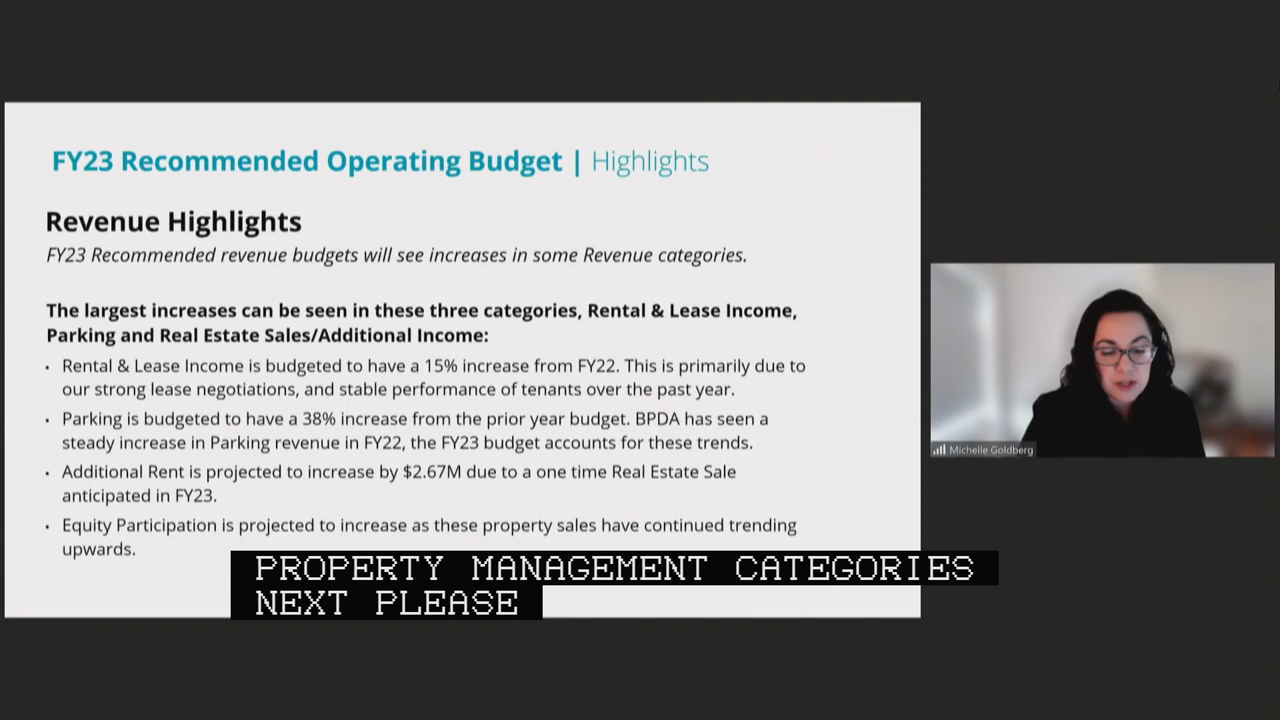 FY23 Recommended Operating Budget | Highlights
Revenue Highlights
FY23 Recommended revenue budgets will see increases in some Revenue categories.
The largest increases can be seen in these three categories, Rental & Lease Income,
Parking and Real Estate Sales/Additional Income:
• Rental & Lease Income is budgeted to have a 15% increase from FY22. This is primarily due to
our strong lease negotiations, and stable performance of tenants over the past year.
• Parking is budgeted to have a 38% increase from the prior year budget. BPDA has seen a
steady increase in Parking revenue in FY22, the FY23 budget accounts for these trends.
• Additional Rent is projected to increase by $2.67M due to a one time Real Estate Sale
anticipated in FY23.
• Equity Participation is projected to increase as these property sales have continued trending
upwards.
PROPERTY MANAGEMENT CATEGORIES
NEXT PLEASE
Michelle Goldberg